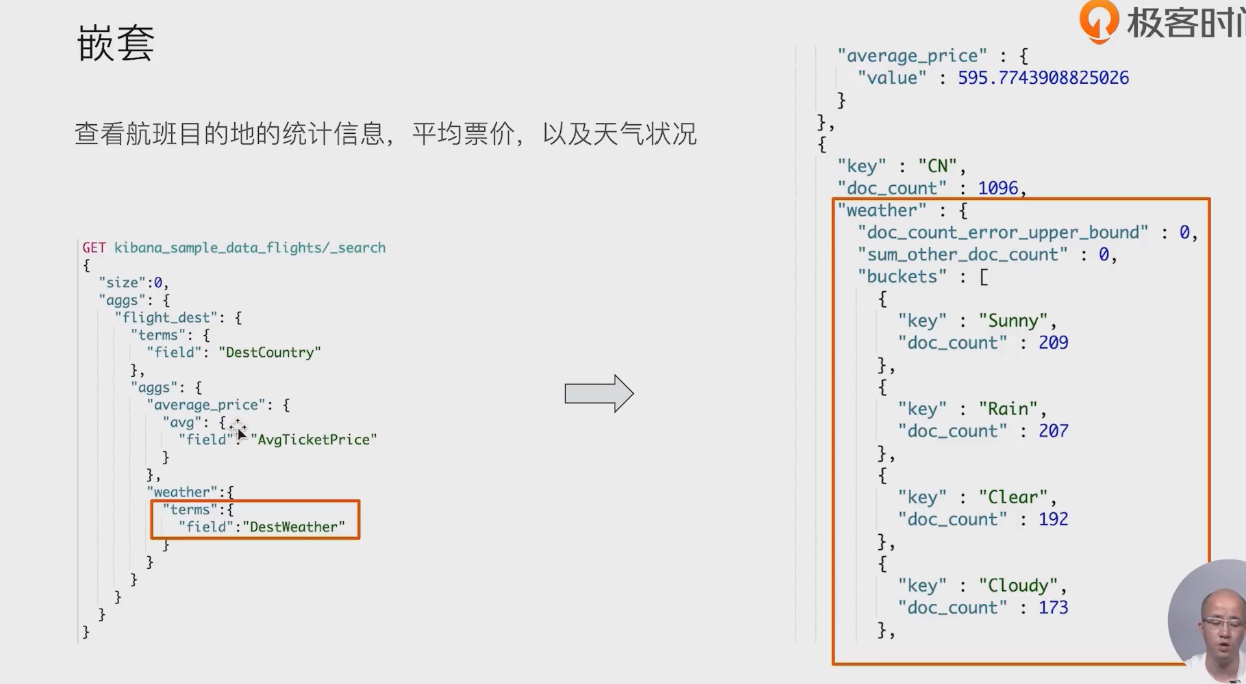 嵌套
极客时间
查看航班目的地的统计信息，平均票价，以及天气状况
GET kibana_sample_data_flights/_search
{
"size":0,
"aggs": {
"flight_dest": {
"terms": {
"field": "DestCountry"
},
"aggs": {
"average_price": {
"avg": {
"field": "AvgTicketPrice"
}
},
"weather":{
"terms":{
"field":"DestWeather"
}
}
}
}
}
}
"average_price" : {
"value" : 595.7743908825026
}
},
{
"key" : "CN",
"doc_count" : 1096,
"weather" : {
"doc_count_error_upper_bound" : 0,
"sum_other_doc_count" : 0,
"buckets" : [
{
"key" : "Sunny",
"doc_count" : 209
},
{
"key" : "Rain",
"doc_count" : 207
},
{
"key" : "Clear",
"doc_count" : 192
},
{
"key" : "Cloudy",
"doc_count" : 173
},